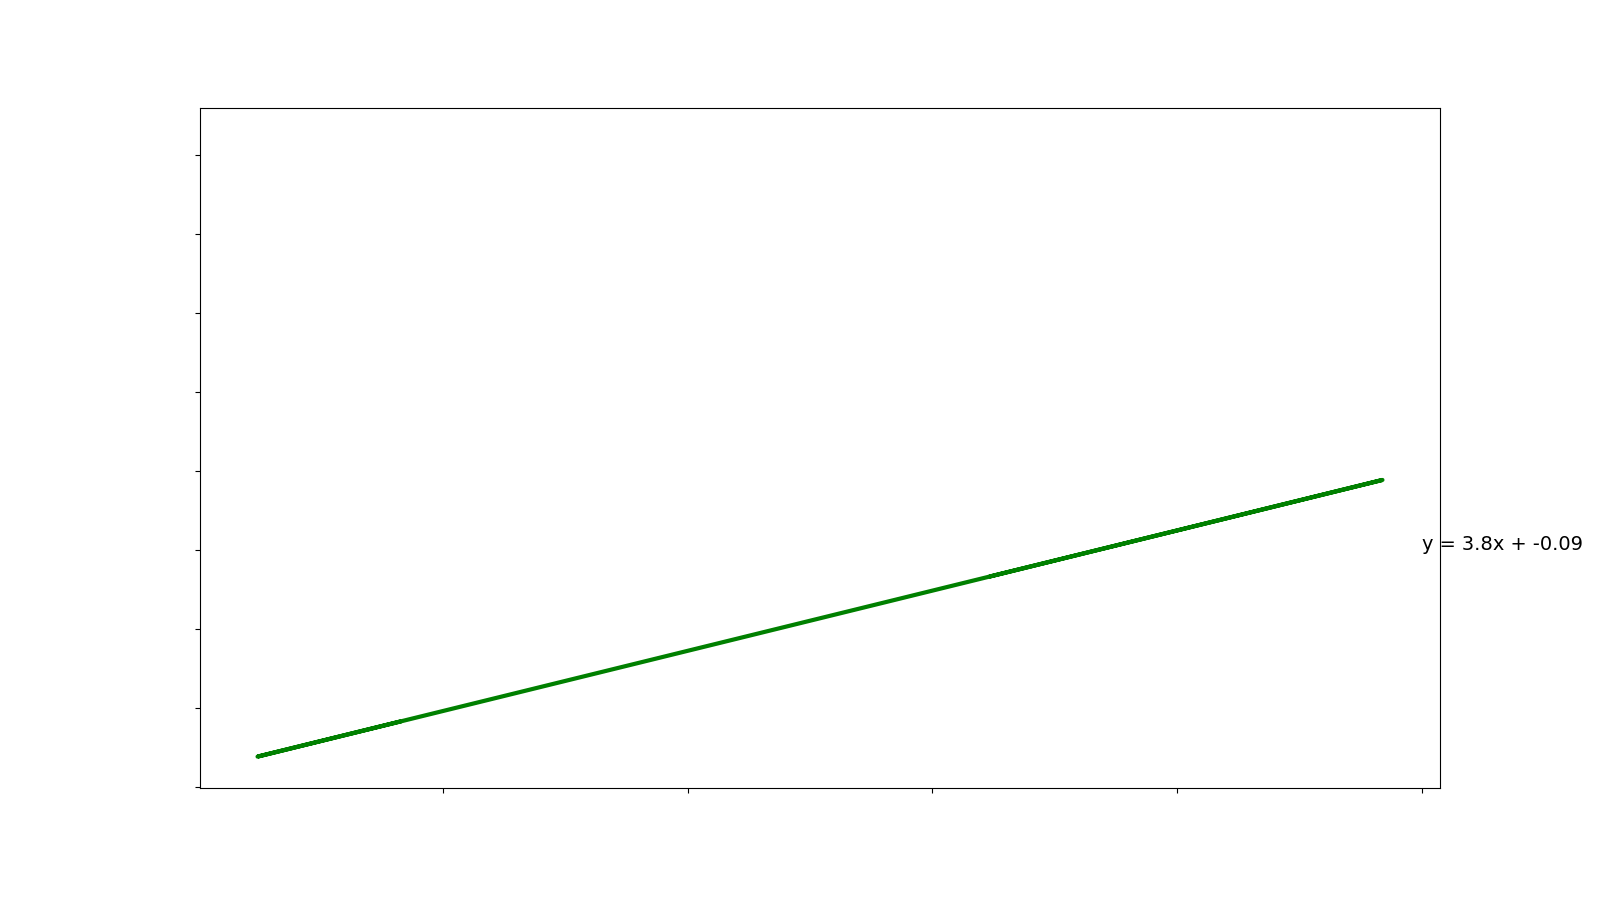 y = 3.8x + -0.09